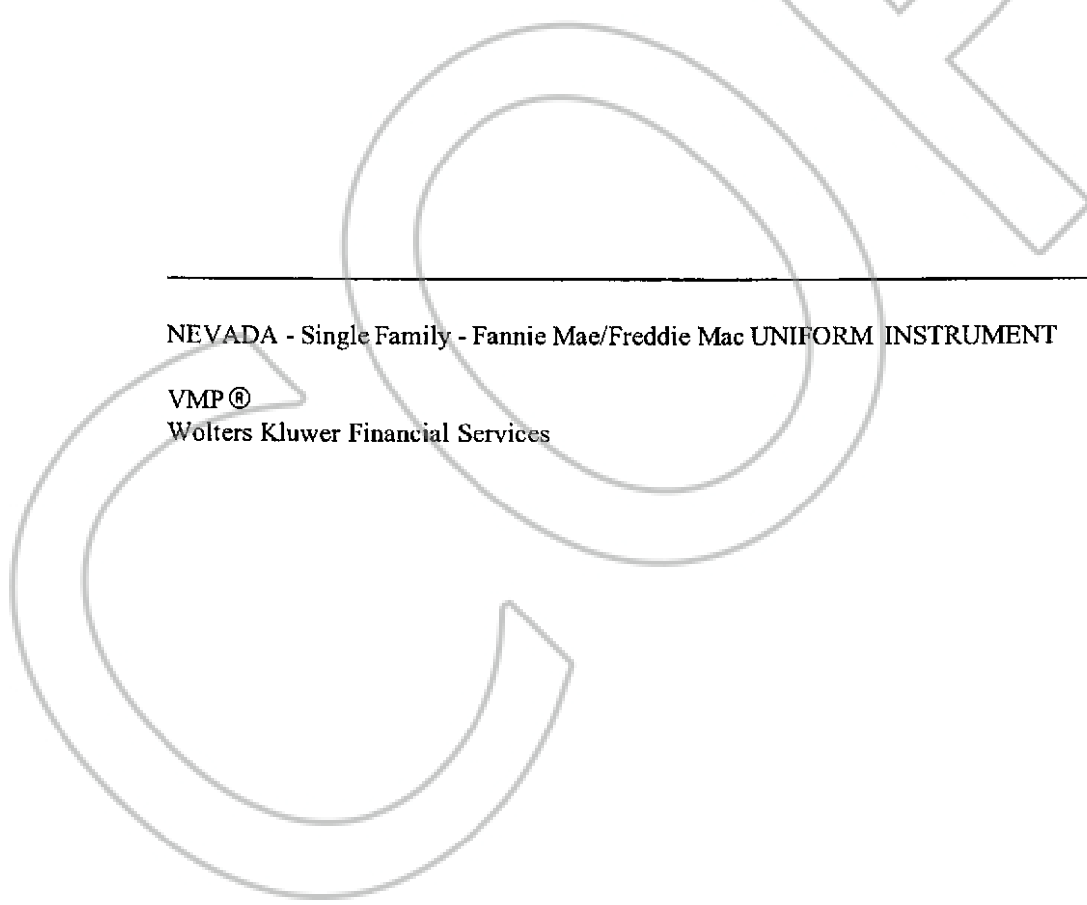 NEVADA - Single Family - Fannie Mae/Freddie Mac UNIFORM INSTRUMENT
VMP ®
Wolters Kluwer Financial Services